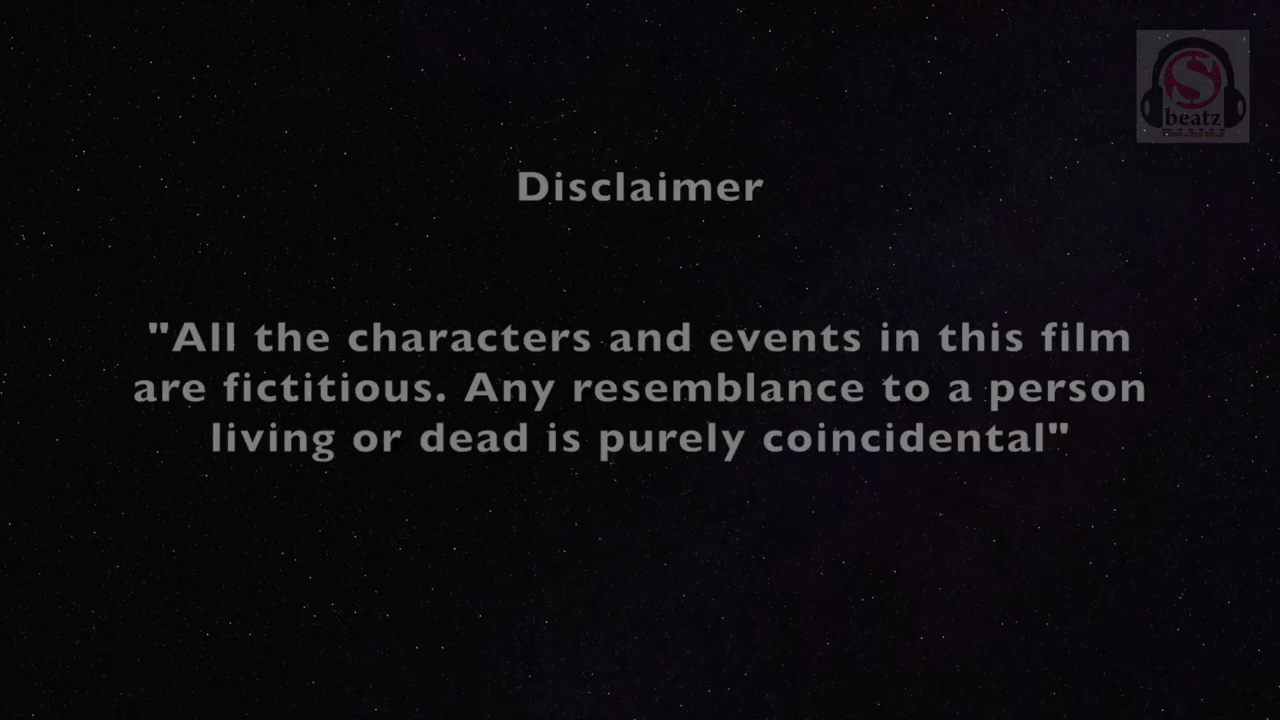 S
beatz
Disclaimer
"All the characters and events in this film
are fictitious. Any resemblance to a person
living or dead is purely coincidental"